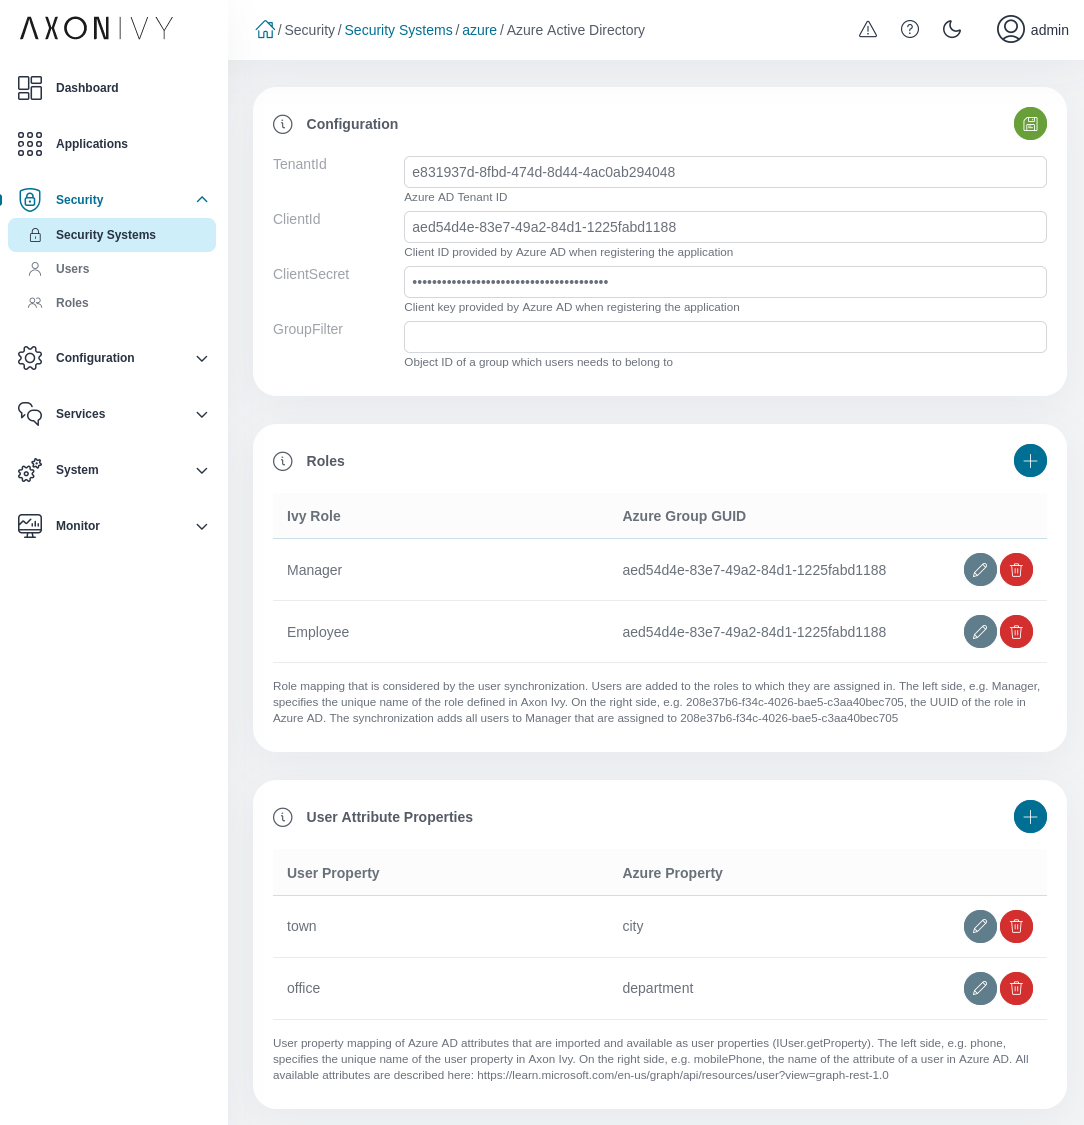 AXONIVY
/ Security / Security Systems / azure / Azure Active Directory
admin
Dashboard
Applications
Security
Security Systems
Users
Roles
Configuration
Services
System
Monitor
Configuration
TenantId
e831937d-8fbd-474d-8d44-4ac0ab294048
Azure AD Tenant ID
ClientId
aed54d4e-83e7-49a2-84d1-1225fabd1188
Client ID provided by Azure AD when registering the application
ClientSecret
••••••••••••••••••••••••••••••••••••••••
Client key provided by Azure AD when registering the application
GroupFilter
Object ID of a group which users needs to belong to
Roles
Ivy Role Azure Group GUID
Manager aed54d4e-83e7-49a2-84d1-1225fabd1188
Employee aed54d4e-83e7-49a2-84d1-1225fabd1188
Role mapping that is considered by the user synchronization. Users are added to the roles to which they are assigned in. The left side, e.g. Manager,
specifies the unique name of the role defined in Axon Ivy. On the right side, e.g. 208e37b6-f34c-4026-bae5-c3aa40bec705, the UUID of the role in
Azure AD. The synchronization adds all users to Manager that are assigned to 208e37b6-f34c-4026-bae5-c3aa40bec705
User Attribute Properties
User Property Azure Property
town city
office department
User property mapping of Azure AD attributes that are imported and available as user properties (IUser.getProperty). The left side, e.g. phone,
specifies the unique name of the user property in Axon Ivy. On the right side, e.g. mobilePhone, the name of the attribute of a user in Azure AD. All
available attributes are described here: https://learn.microsoft.com/en-us/graph/api/resources/user?view=graph-rest-1.0